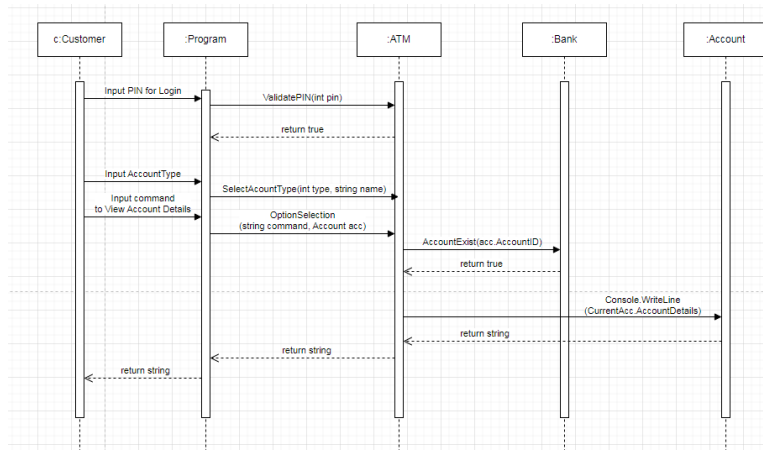 c:Customer
:Program
:ATM
:Bank
:Account
Input PIN for Login
ValidatePIN(int pin)
return true
Input AccountType
SelectAcountType(int type, string name)
Input command
to View Account Details
OptionSelection
(string command, Account acc)
AccountExist(acc.AccountID)
return true
Console.WriteLine
(CurrentAcc.AccountDetails)
return string
return string
return string